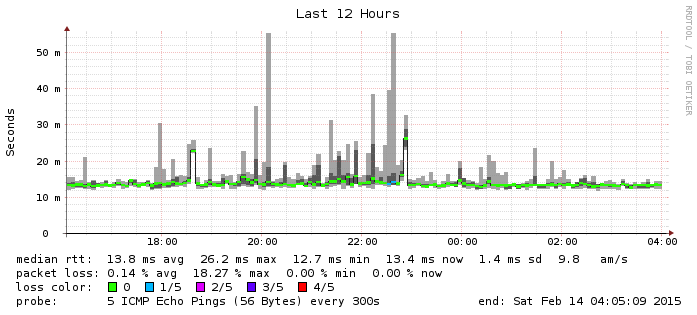 Last 12 Hours
RRDTOOL / TOBI OETIKER
Seconds
50 m
40 m
30 m
20 m
10 m
0
18:00 20:00 22:00 00:00 02:00 04:00
median rtt: 13.8 ms avg 26.2 ms max 12.7 ms min 13.4 ms now 1.4 ms sd 9.8 am/s
packet loss: 0.14 % avg 18.27 % max 0.00 % min 0.00 % now
loss color: 0 1/5 2/5 3/5 4/5
probe: 5 ICMP Echo Pings (56 Bytes) every 300s end: Sat Feb 14 04:05:09 2015